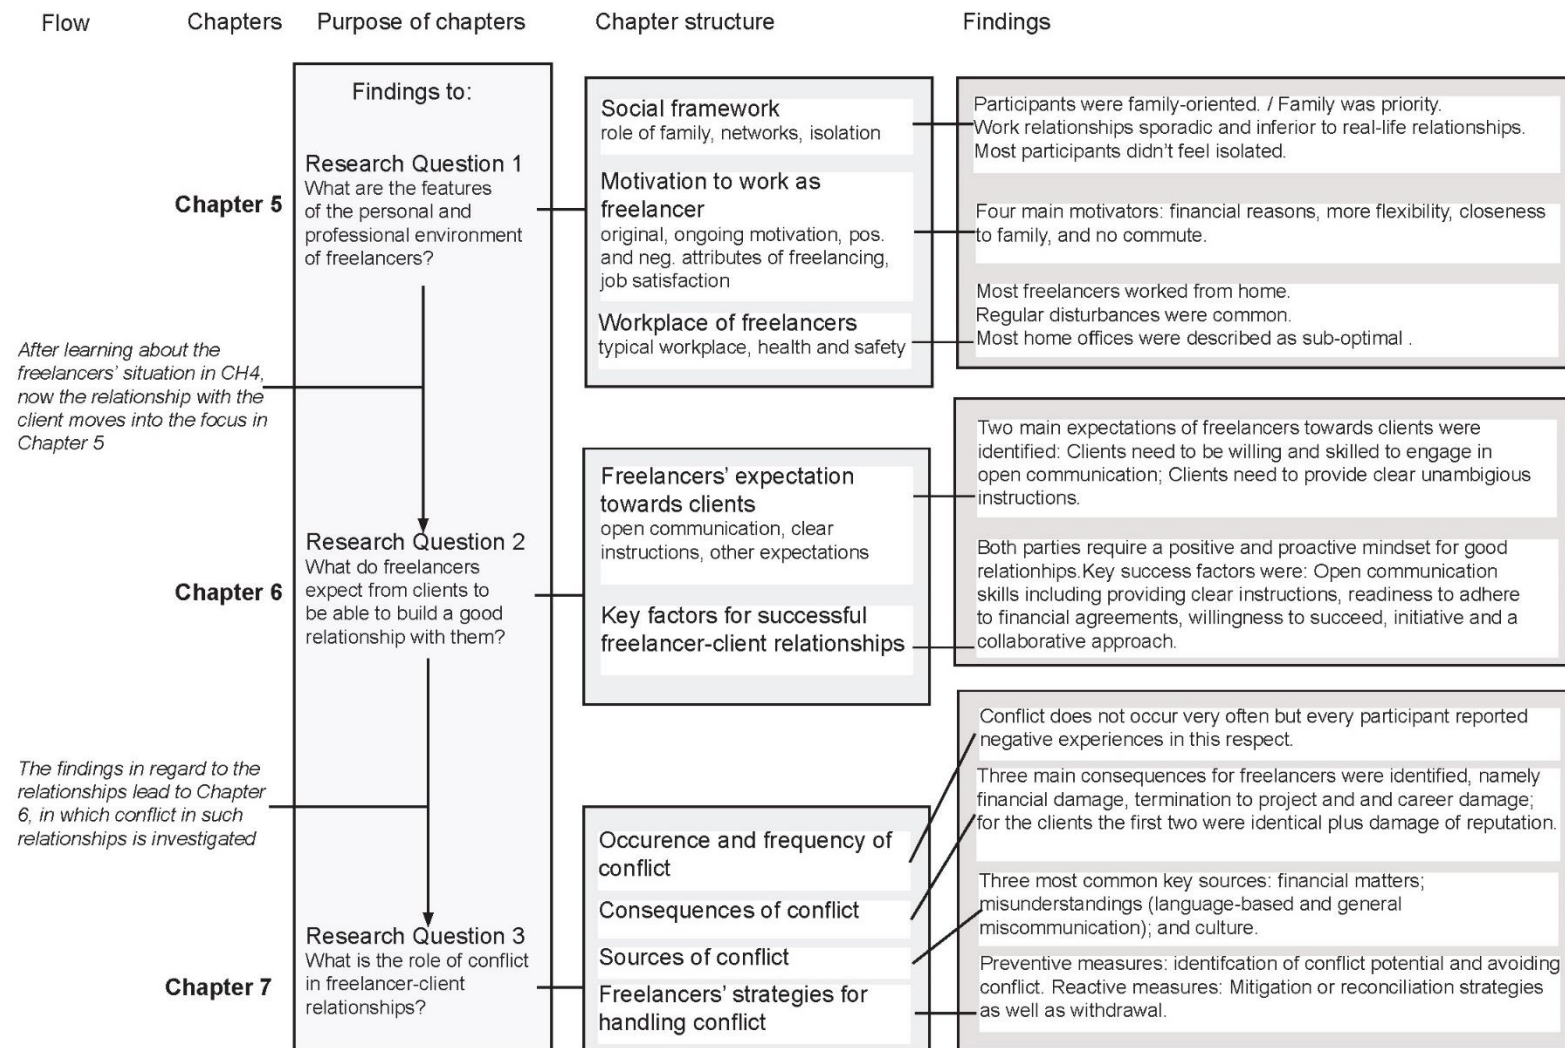 Flow
Chapters
Purpose of chapters
Chapter structure
Findings
Findings to:
Chapter 5
Research Question 1
What are the features
of the personal and
professional environment
of freelancers?
Social framework
role of family, networks, isolation
Motivation to work as
freelancer
original, ongoing motivation, pos.
and neg. attributes of freelancing,
job satisfaction
Workplace of freelancers
typical workplace, health and safety
Participants were family-oriented. / Family was priority.
Work relationships sporadic and inferior to real-life relationships.
Most participants didn't feel isolated.
Four main motivators: financial reasons, more flexibility, closeness
to family, and no commute.
Most freelancers worked from home.
Regular disturbances were common.
Most home offices were described as sub-optimal .
After learning about the
freelancers' situation in CH4,
now the relationship with the
client moves into the focus in
Chapter 5
Chapter 6
Research Question 2
What do freelancers
expect from clients to
be able to build a good
relationship with them?
Freelancers' expectation
towards clients
open communication, clear
instructions, other expectations
Key factors for successful
freelancer-client relationships
Two main expectations of freelancers towards clients were
identified: Clients need to be willing and skilled to engage in
open communication; Clients need to provide clear unambigious
instructions.
Both parties require a positive and proactive mindset for good
relationhips.Key success factors were: Open communication
skills including providing clear instructions, readiness to adhere
to financial agreements, willingness to succeed, initiative and a
collaborative approach.
The findings in regard to the
relationships lead to Chapter
6, in which conflict in such
relationships is investigated
Chapter 7
Research Question 3
What is the role of conflict
in freelancer-client
relationships?
Occurence and frequency of
conflict
Consequences of conflict
Sources of conflict
Freelancers' strategies for
handling conflict
Conflict does not occur very often but every participant reported
negative experiences in this respect.
Three main consequences for freelancers were identified, namely
financial damage, termination to project and and career damage;
for the clients the first two were identical plus damage of reputation.
Three most common key sources: financial matters;
misunderstandings (language-based and general
miscommunication); and culture.
Preventive measures: identifcation of conflict potential and avoiding
conflict. Reactive measures: Mitigation or reconciliation strategies
as well as withdrawal.